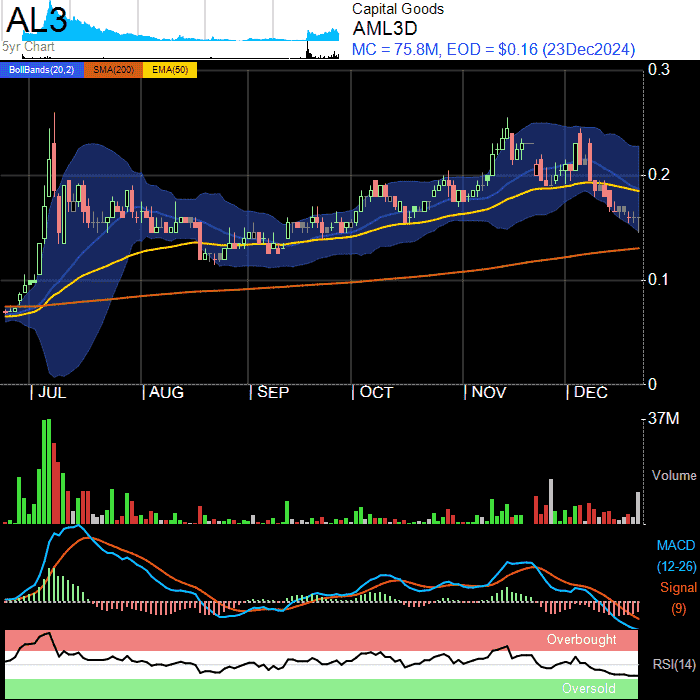 AL3
5yr Chart
Capital Goods
AML3D
MC = 75.8M, EOD = $0.16 (23Dec2024)
BollBands(20,2) SMA(200) EMA(50)
0.3
0.2
0.1
0
JUL AUG SEP OCT NOV DEC
37M
Volume
MACD
(12-26)
Signal
(9)
Overbought
RSI(14)
Oversold